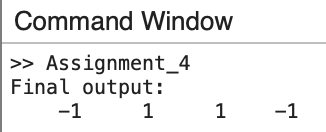 Command Window
>> Assignment_4
Final output:
-1 1 1 -1